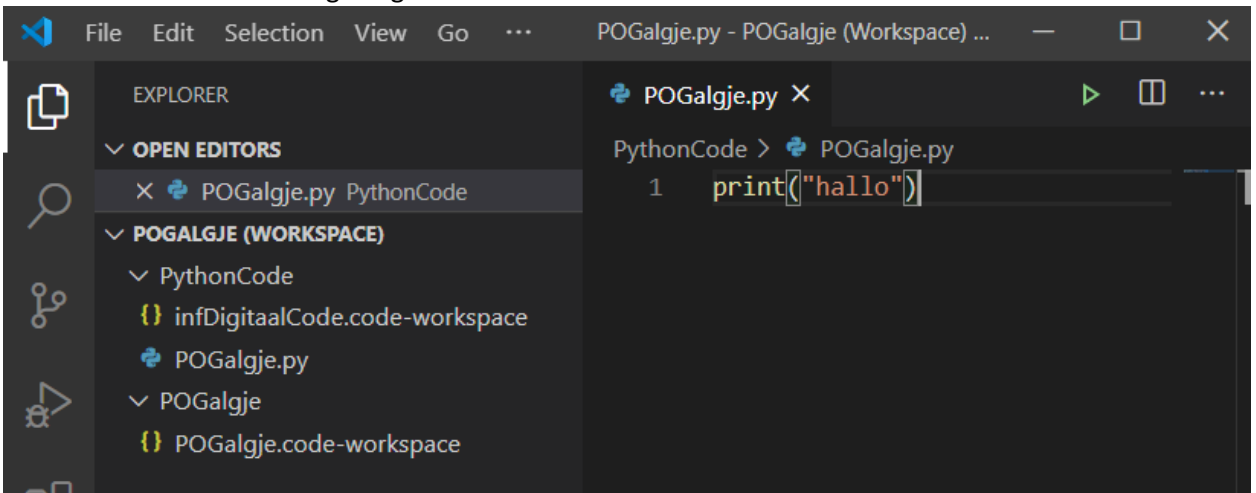 File Edit Selection View Go ··· POGalgje.py - POGalgje (Workspace) ...
EXPLORER
OPEN EDITORS
POGalgje.py PythonCode
POGALGJE (WORKSPACE)
PythonCode
{} infDigitaalCode.code-workspace
POGalgje.py
POGalgje
{} POGalgje.code-workspace
POGalgje.py
PythonCode > POGalgje.py
1 print("hallo")